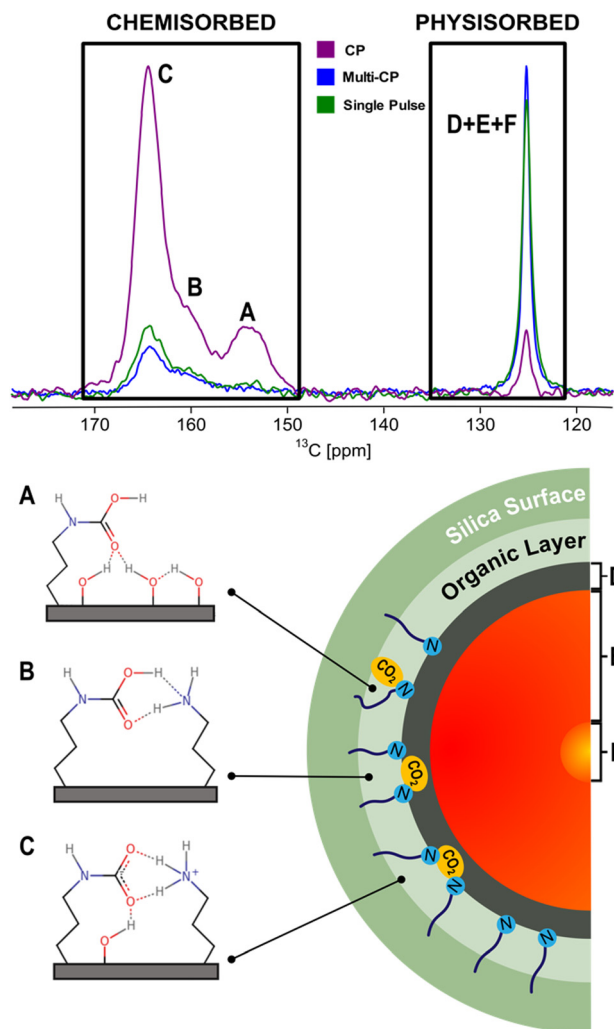 CHEMISORBED
PHYSISORBED
CP
Multi-CP
Single Pulse
C
B
A
D+E+F
170
160
150
140
130
120
13C [ppm]
A
H
O
H
N
O
H
H
H
O
O
O
B
H
O
H
N
N
O
H
H
C
H
O
H
H
N
N+
O
H
H
O
Silica Surface
Organic Layer
N
CO2
N
N
CO2
N
N
CO2
N
N
N